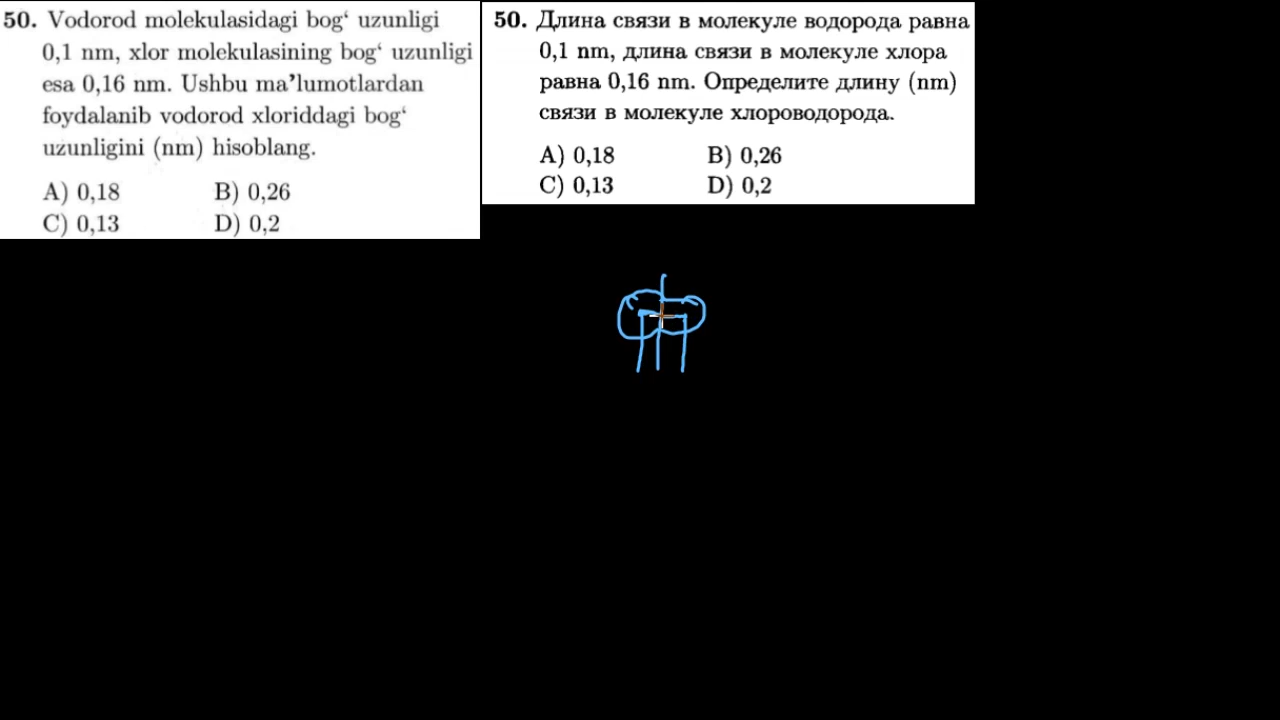 50. Vodorod molekulasidagi bog‘ uzunligi
0,1 nm, xlor molekulasining bog‘ uzunligi
esa 0,16 nm. Ushbu ma’lumotlardan
foydalanib vodorod xloriddagi bog‘
uzunligini (nm) hisoblang.
A) 0,18 B) 0,26
C) 0,13 D) 0,2
50. Длина связи в молекуле водорода равна
0,1 nm, длина связи в молекуле хлора
равна 0,16 nm. Определите длину (nm)
связи в молекуле хлороводорода.
A) 0,18 B) 0,26
C) 0,13 D) 0,2